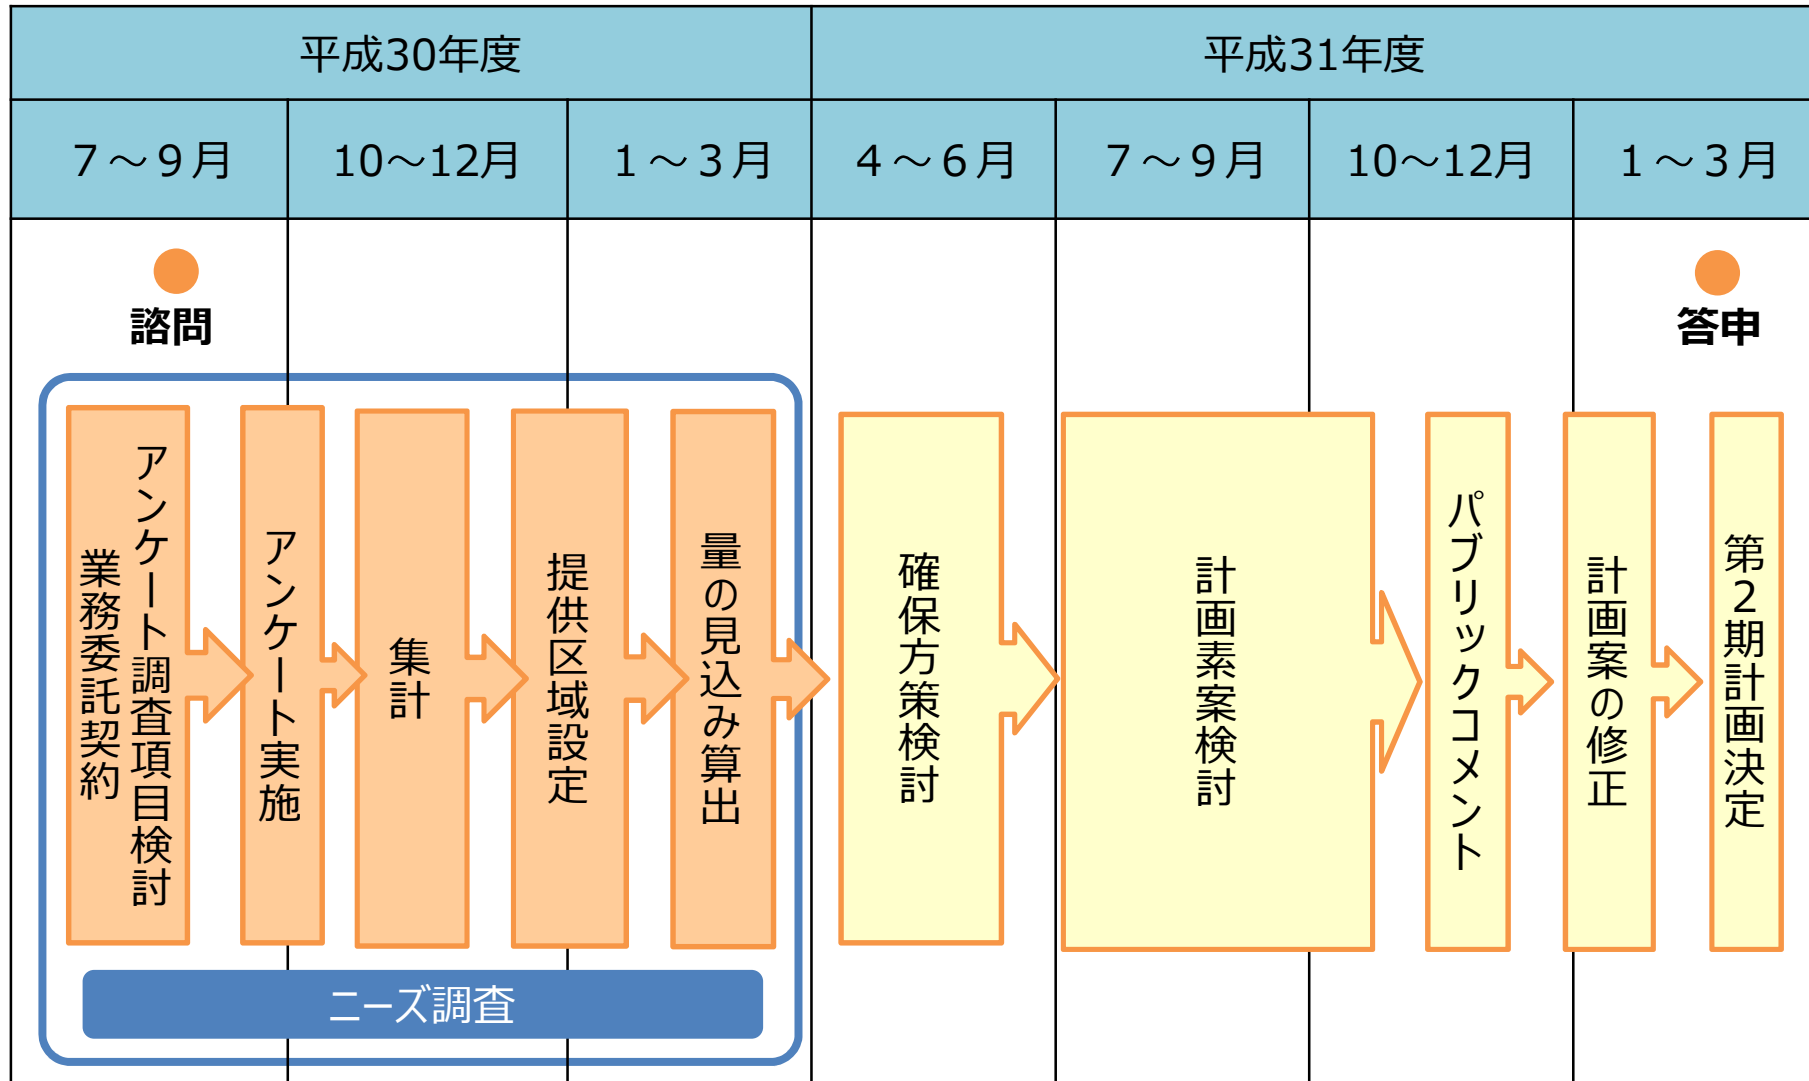 平成30年度
平成31年度
７～９月
10～12月
１～３月
４～６月
７～９月
10～12月
１～３月
諮問
答申
アンケート調査項目検討
業務委託契約
アンケート実施
集計
提供区域設定
量の見込み算出
確保方策検討
計画素案検討
パブリックコメント
計画案の修正
第２期計画決定
ニーズ調査